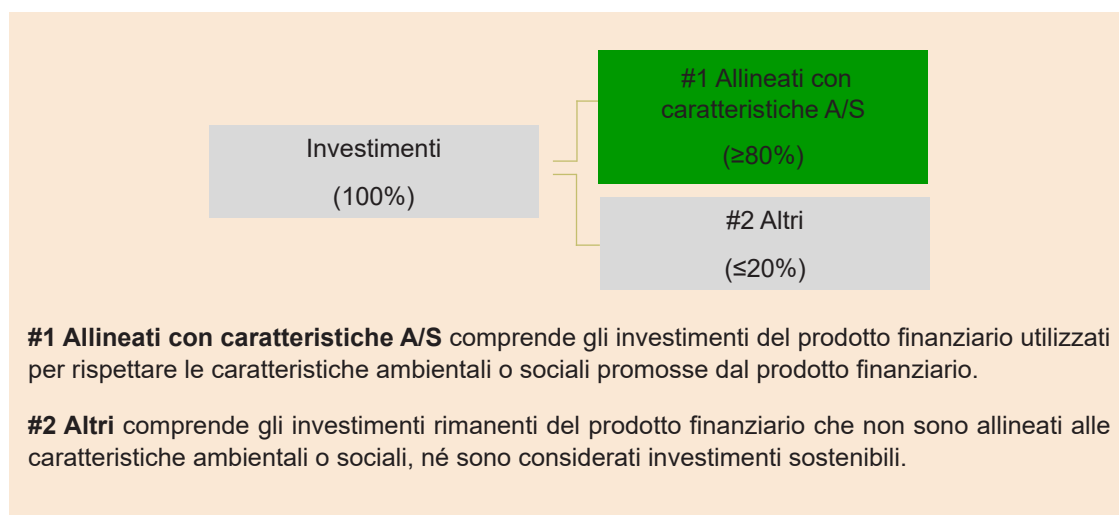 #1 Allineati con
caratteristiche A/S
(≥80%)
Investimenti
(100%)
#2 Altri
(≤20%)
#1 Allineati con caratteristiche A/S comprende gli investimenti del prodotto finanziario utilizzati
per rispettare le caratteristiche ambientali o sociali promosse dal prodotto finanziario.
#2 Altri comprende gli investimenti rimanenti del prodotto finanziario che non sono allineati alle
caratteristiche ambientali o sociali, né sono considerati investimenti sostenibili.